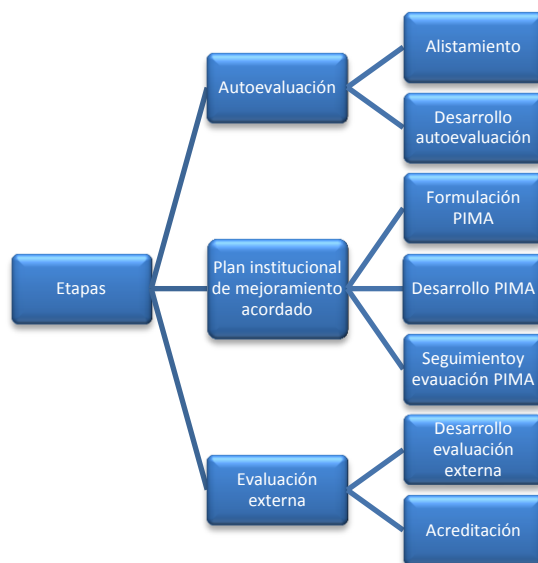 Etapas
Autoevaluación
Alistamiento
Desarrollo
autoevaluación
Plan institucional
de mejoramiento
acordado
Formulación
PIMA
Desarrollo PIMA
Seguimientoy
evauación PIMA
Evaluación
externa
Desarrollo
evaluación
externa
Acreditación